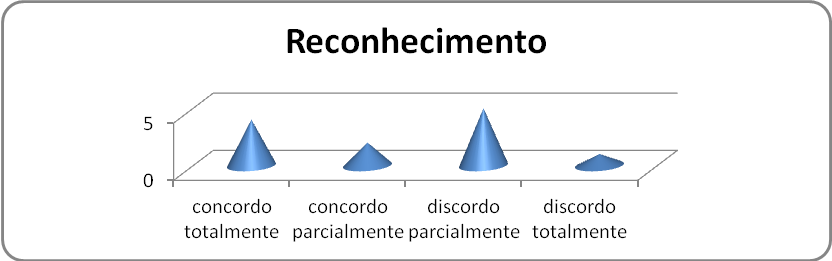 Reconhecimento
5
0
concordo totalmente
concordo parcialmente
discordo parcialmente
discordo totalmente